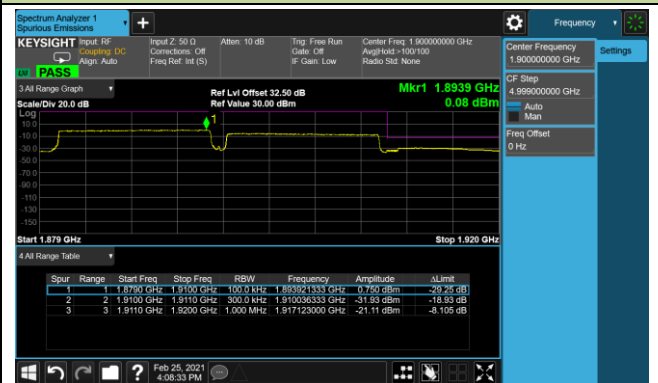 Spectrum Analyzer 1
Spurious Emissions
Frequency
KEYSIGHT
Input: RF
Coupling: DC
Align: Auto
Input Z: 50 Ω
Corrections: Off
Freq Ref: Int (S)
Atten: 10 dB
Trig: Free Run
Gate: Off
IF Gain: Low
Center Freq: 1.900000000 GHz
Avg|Hold:>100/100
Radio Std: None
PASS
Center Frequency
1.900000000 GHz
Settings
CF Step
4.999000000 GHz
Auto
Man
Freq Offset
0 Hz
3 All Range Graph
Scale/Div 20.0 dB
Ref Lvl Offset 32.50 dB
Ref Value 30.00 dBm
Mkr1 1.8939 GHz
0.08 dBm
Log
10.0
-10.0
-30.0
-50.0
-70.0
-90.0
-110
-130
-150
1
Start 1.879 GHz
Stop 1.920 GHz
4 All Range Table
Spur Range Start Freq Stop Freq RBW Frequency Amplitude ΔLimit
1 1 1.8790 GHz 1.9100 GHz 100.0 kHz 1.893921333 GHz 0.750 dBm -29.25 dB
2 2 1.9100 GHz 1.9110 GHz 300.0 kHz 1.910036333 GHz -31.93 dBm -18.93 dB
3 3 1.9110 GHz 1.9200 GHz 1.000 MHz 1.917123000 GHz -21.11 dBm -8.105 dB
?
Feb 25, 2021
4:08:33 PM